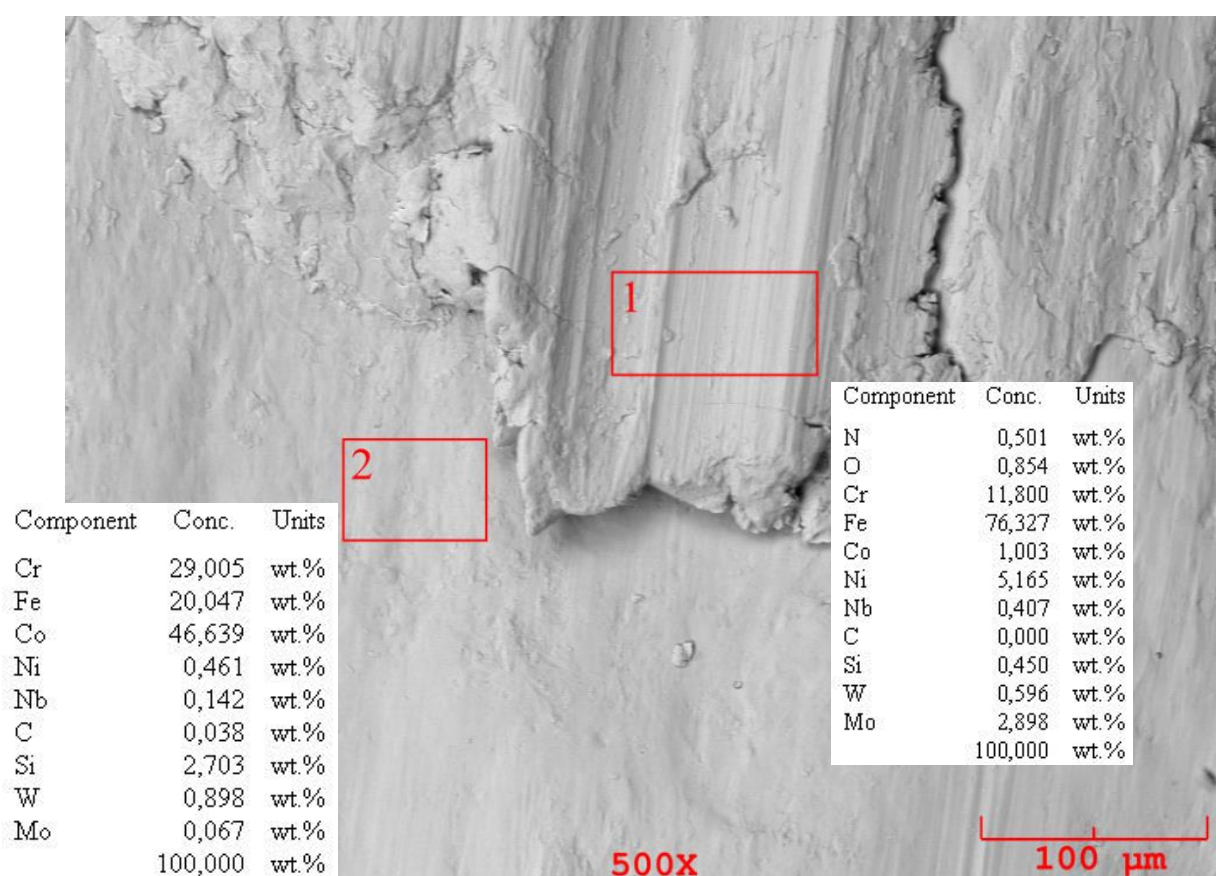 1
2
Component Conc. Units
N 0,501 wt.%
O 0,854 wt.%
Cr 11,800 wt.%
Fe 76,327 wt.%
Co 1,003 wt.%
Ni 5,165 wt.%
Nb 0,407 wt.%
C 0,000 wt.%
Si 0,450 wt.%
W 0,596 wt.%
Mo 2,898 wt.%
100,000 wt.%
Component Conc. Units
Cr 29,005 wt.%
Fe 20,047 wt.%
Co 46,639 wt.%
Ni 0,461 wt.%
Nb 0,142 wt.%
C 0,038 wt.%
Si 2,703 wt.%
W 0,898 wt.%
Mo 0,067 wt.%
100,000 wt.%
500X
100 μm